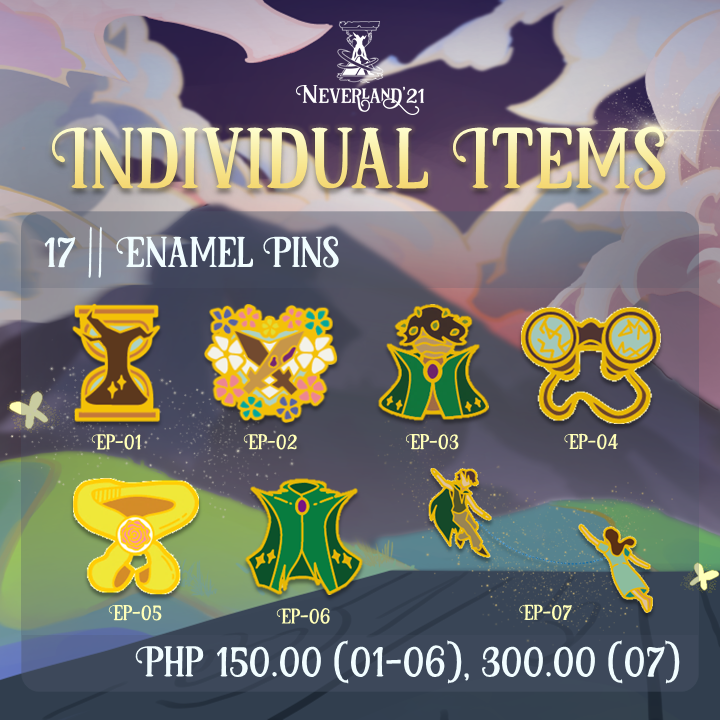 NEVERLAND'21
INDIVIDUAL ITEMS
17 || ENAMEL PINS
EP-01
EP-02
EP-03
EP-04
EP-05
EP-06
EP-07
PHP 150.00 (01-06), 300.00 (07)